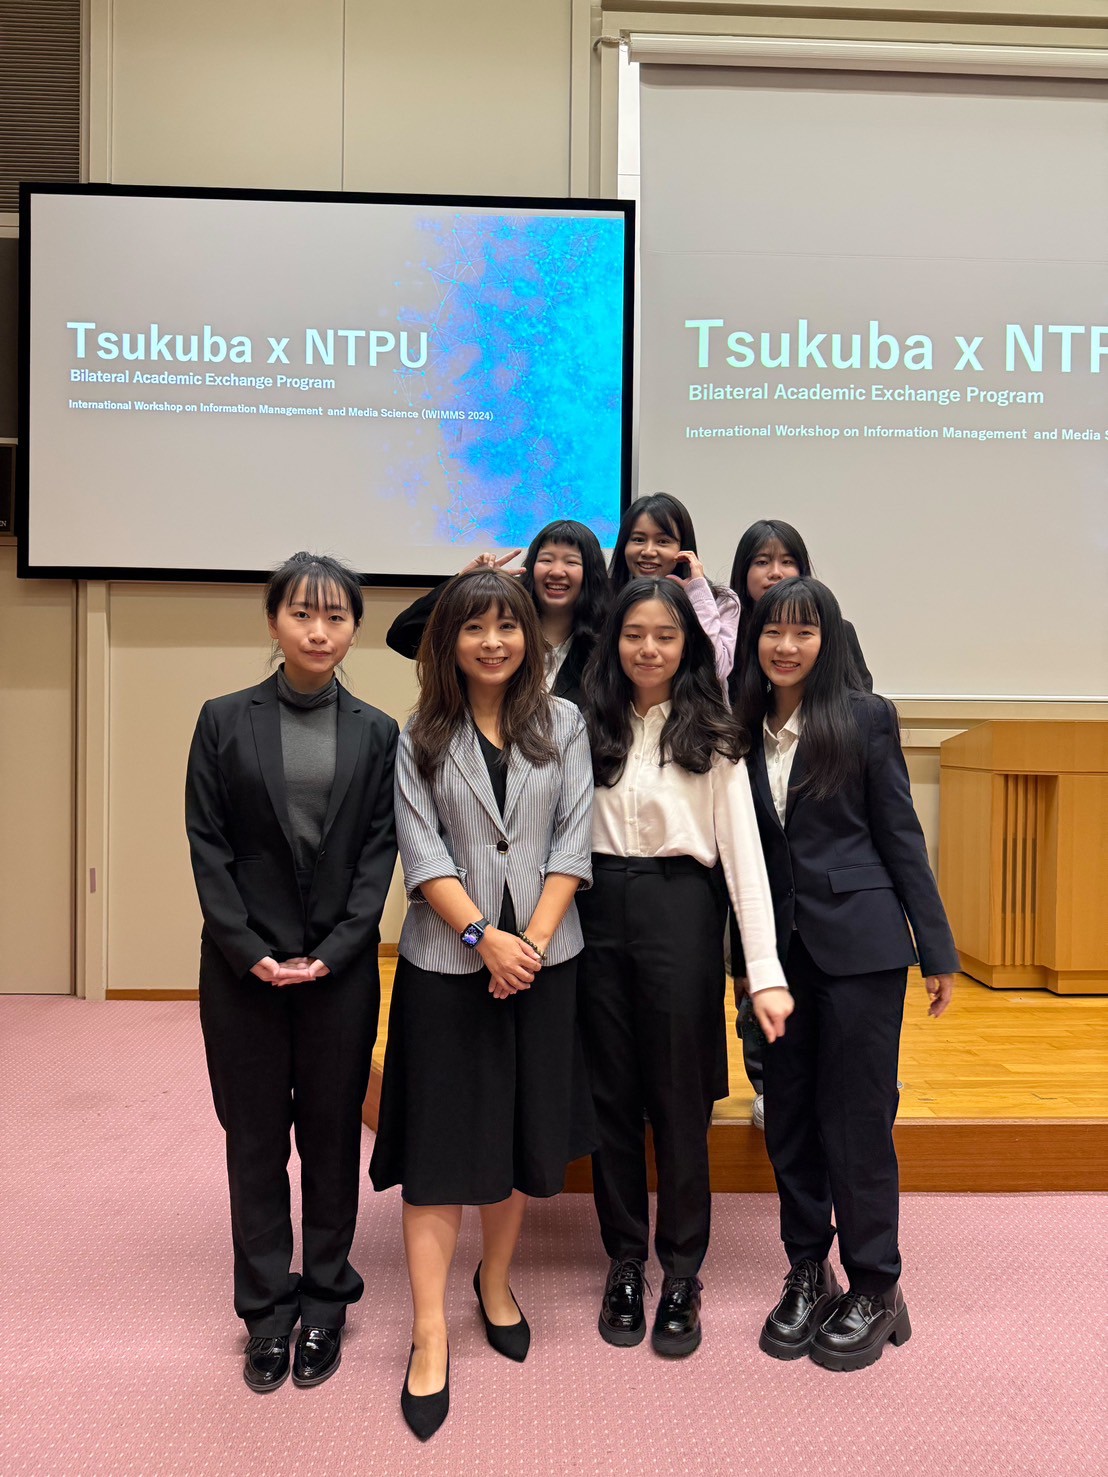 Tsukuba x NTPU
Bilateral Academic Exchange Program
International Workshop on Information Management and Media Science (IWIMMS 2024)
Tsukuba x NTP
Bilateral Academic Exchange Program
International Workshop on Information Management and Media S